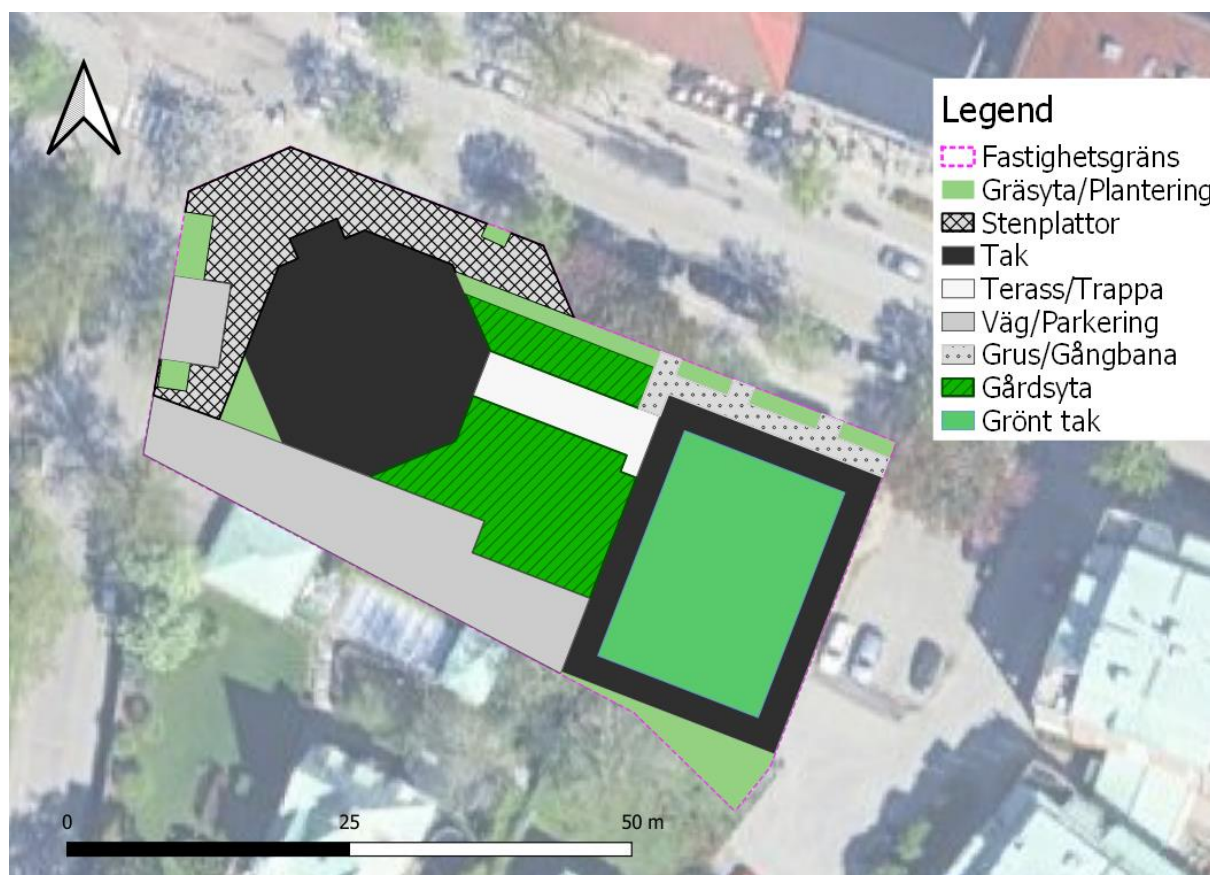 Legend
Fastighetsgräns
Gräsyta/Plantering
Stenplattor
Tak
Terass/Trappa
Väg/Parkering
Grus/Gångbana
Gårdsyta
Grönt tak
0 25 50 m